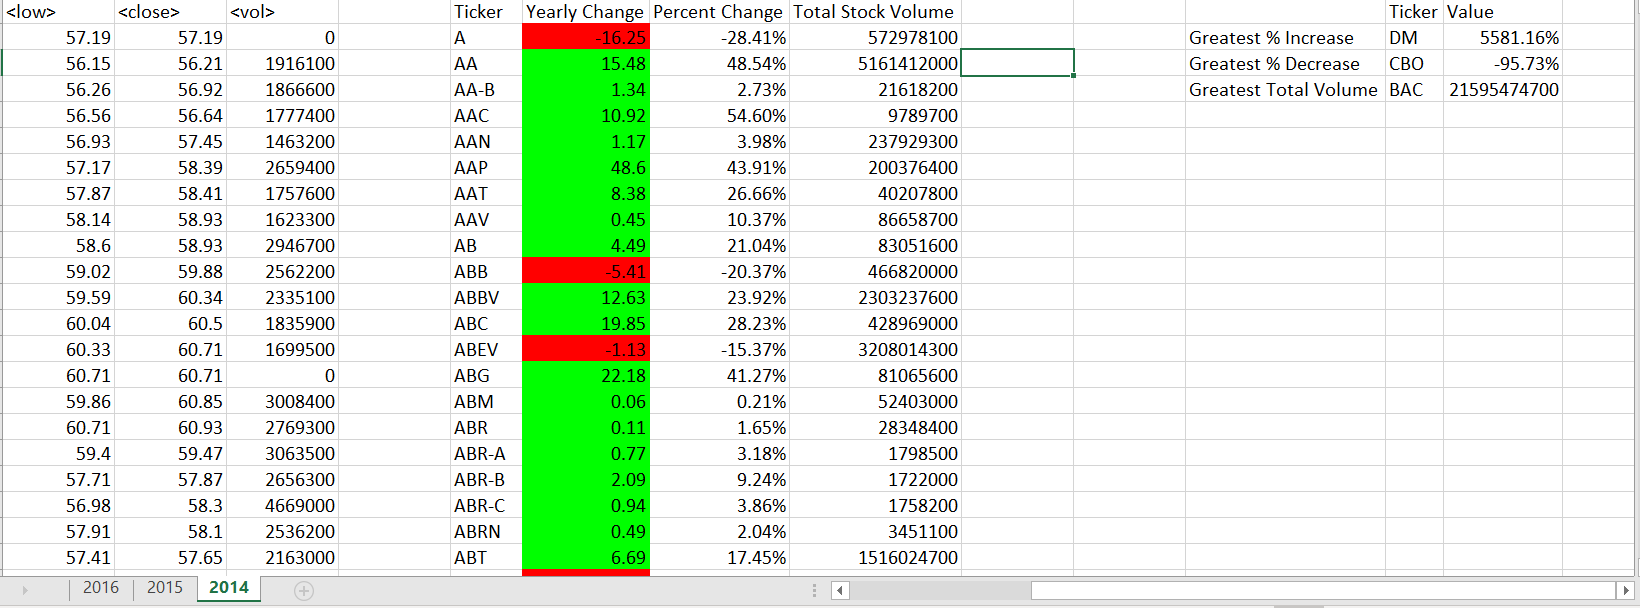 <low> <close> <vol> Ticker Yearly Change Percent Change Total Stock Volume Ticker Value
57.19 57.19 0 A -16.25 -28.41% 572978100 Greatest % Increase DM 5581.16%
56.15 56.21 1916100 AA 15.48 48.54% 5161412000 Greatest % Decrease CBO -95.73%
56.26 56.92 1866600 AA-B 1.34 2.73% 21618200 Greatest Total Volume BAC 21595474700
56.56 56.64 1777400 AAC 10.92 54.60% 9789700
56.93 57.45 1463200 AAN 1.17 3.98% 237929300
57.17 58.39 2659400 AAP 48.6 43.91% 200376400
57.87 58.41 1757600 AAT 8.38 26.66% 40207800
58.14 58.93 1623300 AAV 0.45 10.37% 86658700
58.6 58.93 2946700 AB 4.49 21.04% 83051600
59.02 59.88 2562200 ABB -5.41 -20.37% 466820000
59.59 60.34 2335100 ABBV 12.63 23.92% 2303237600
60.04 60.5 1835900 ABC 19.85 28.23% 428969000
60.33 60.71 1699500 ABEV -1.13 -15.37% 3208014300
60.71 60.71 0 ABG 22.18 41.27% 81065600
59.86 60.85 3008400 ABM 0.06 0.21% 52403000
60.71 60.93 2769300 ABR 0.11 1.65% 28348400
59.4 59.47 3063500 ABR-A 0.77 3.18% 1798500
57.71 57.87 2656300 ABR-B 2.09 9.24% 1722000
56.98 58.3 4669000 ABR-C 0.94 3.86% 1758200
57.91 58.1 2536200 ABRN 0.49 2.04% 3451100
57.41 57.65 2163000 ABT 6.69 17.45% 1516024700
2016 2015 2014